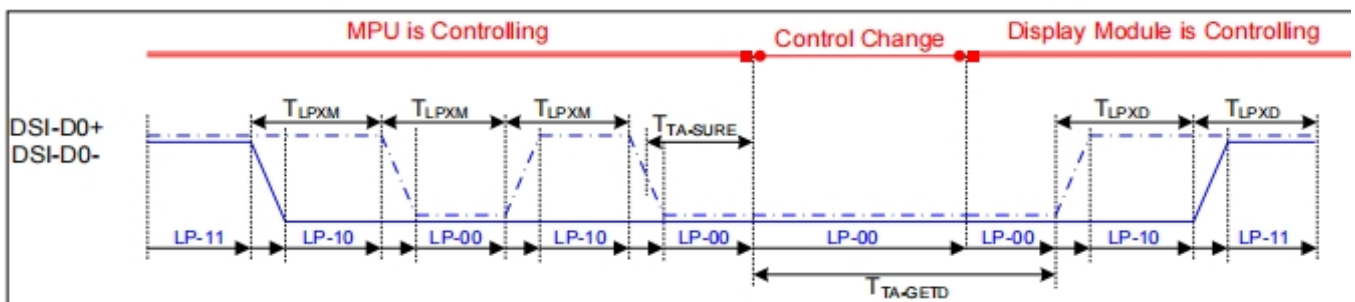 MPU is Controlling Control Change Display Module is Controlling
TLPXM TLPXM TLPXM TLPXD TLPXD
DSI-D0+ TTA-SURE
DSI-D0-
LP-11 LP-10 LP-00 LP-10 LP-00 LP-00 LP-00 LP-10 LP-11
TTA-GETD